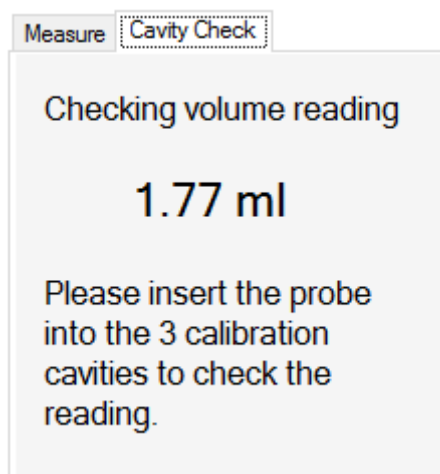 Measure Cavity Check
Checking volume reading
1.77 ml
Please insert the probe
into the 3 calibration
cavities to check the
reading.